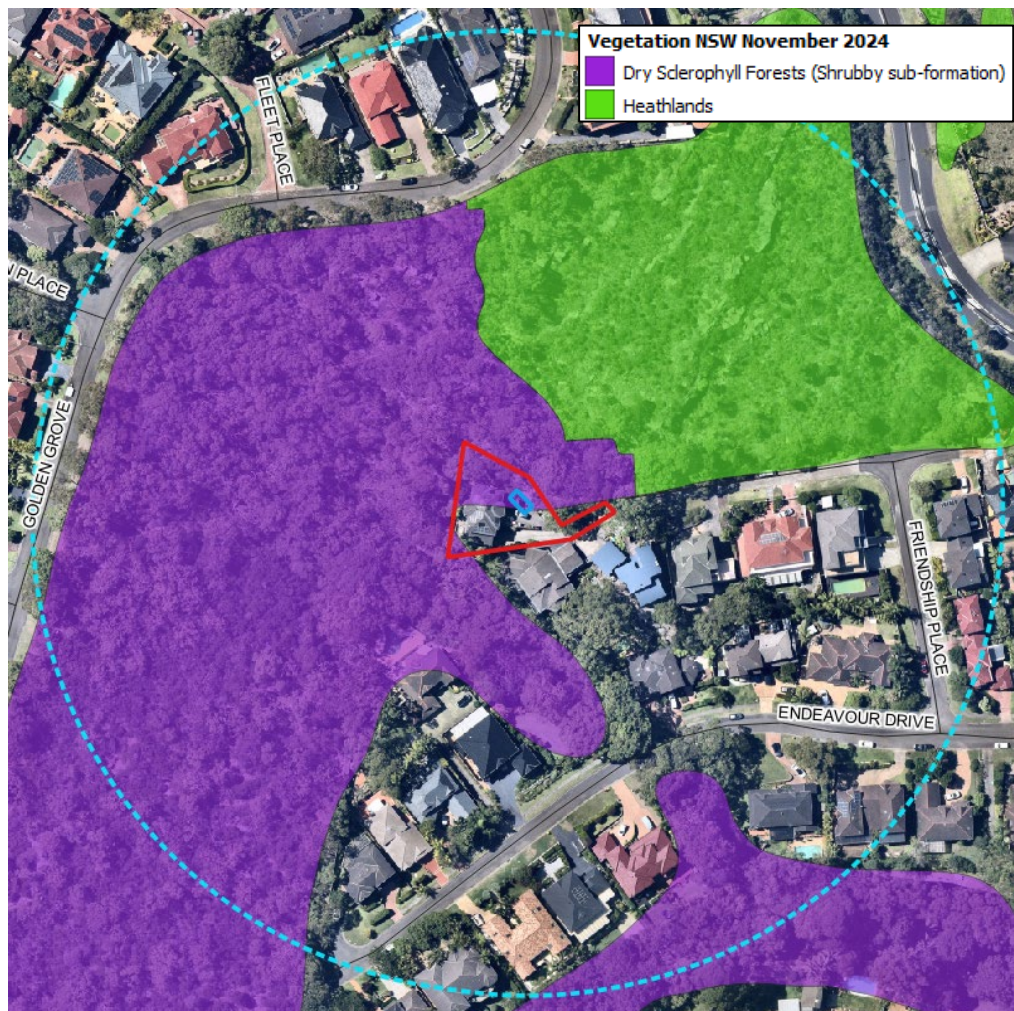 Vegetation NSW November 2024
Dry Sclerophyll Forests (Shrubby sub-formation)
Heathlands
FLEET PLACE
N PLACE
GOLDEN GROVE
FRIENDSHIP PLACE
ENDEAVOUR DRIVE